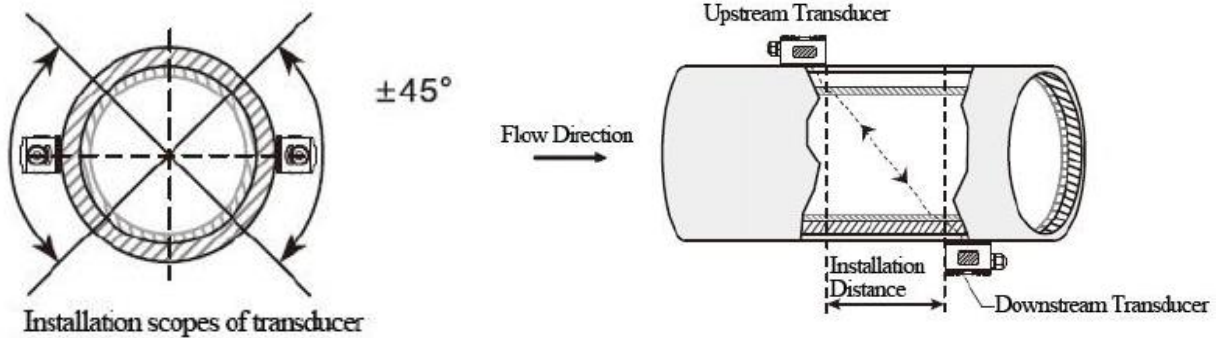 Upstream Transducer
±45°
Flow Direction
Installation
Distance
Downstream Transducer
Installation scopes of transducer